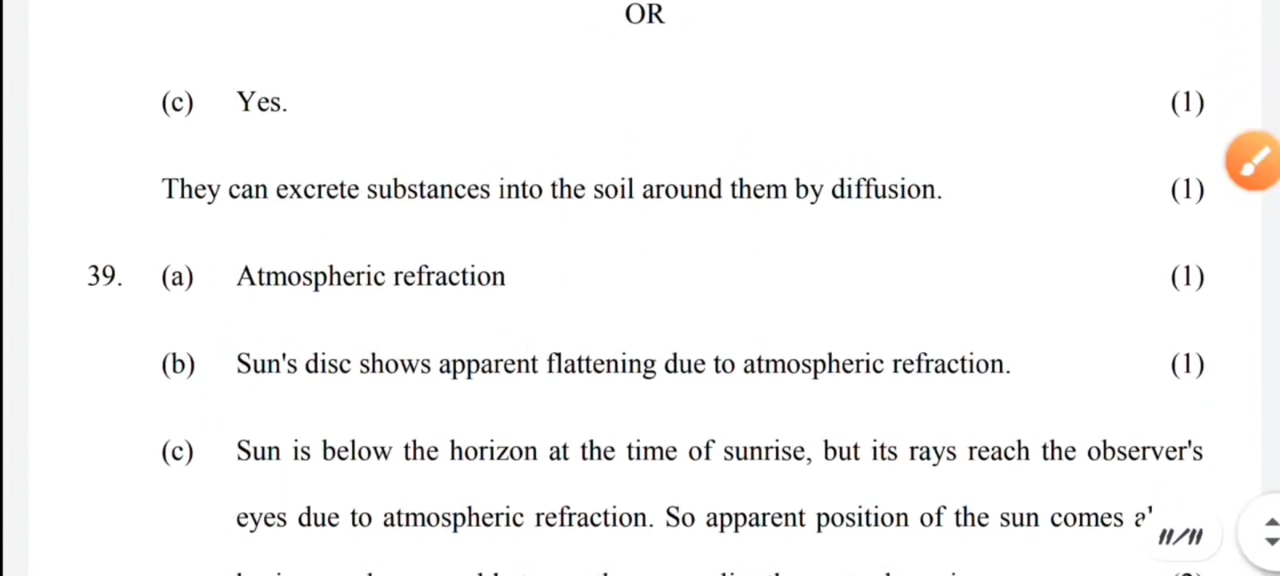 OR
(c) Yes. (1)
They can excrete substances into the soil around them by diffusion. (1)
39. (a) Atmospheric refraction (1)
(b) Sun's disc shows apparent flattening due to atmospheric refraction. (1)
(c) Sun is below the horizon at the time of sunrise, but its rays reach the observer's
eyes due to atmospheric refraction. So apparent position of the sun comes
11/11